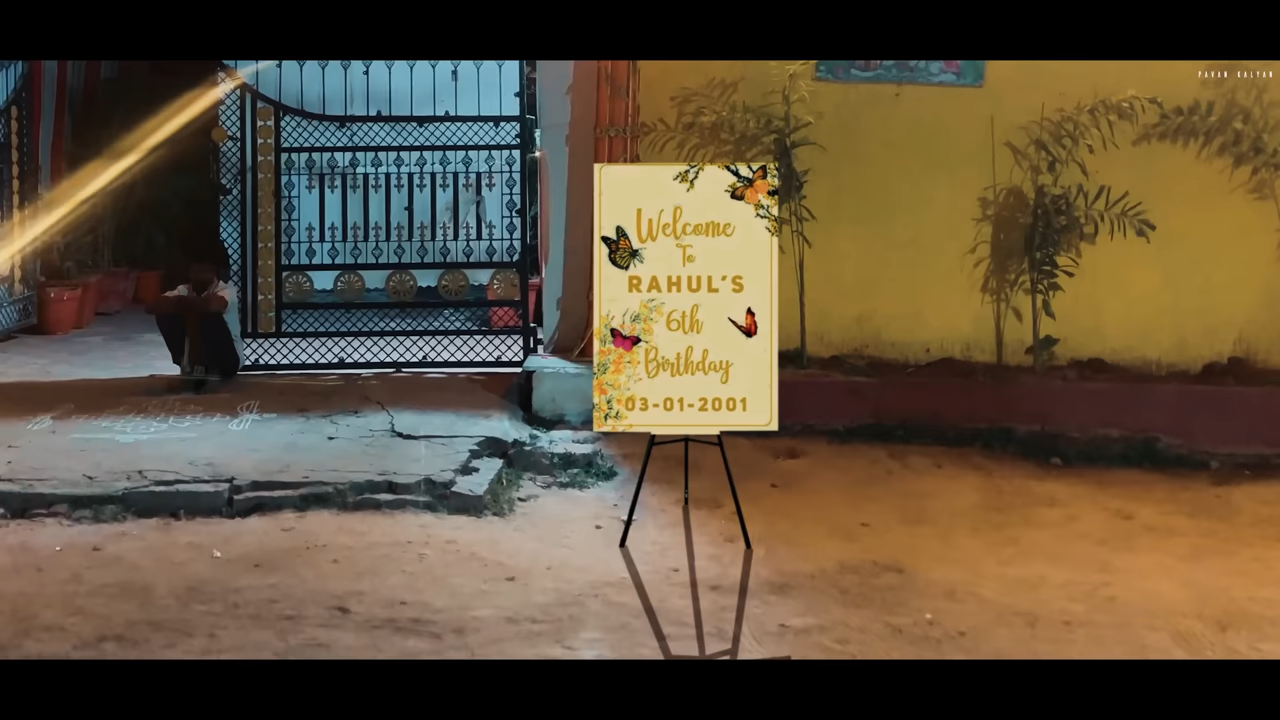 PAVAN KALYAN
Welcome
To
RAHUL'S
6th
Birthday
03-01-2001